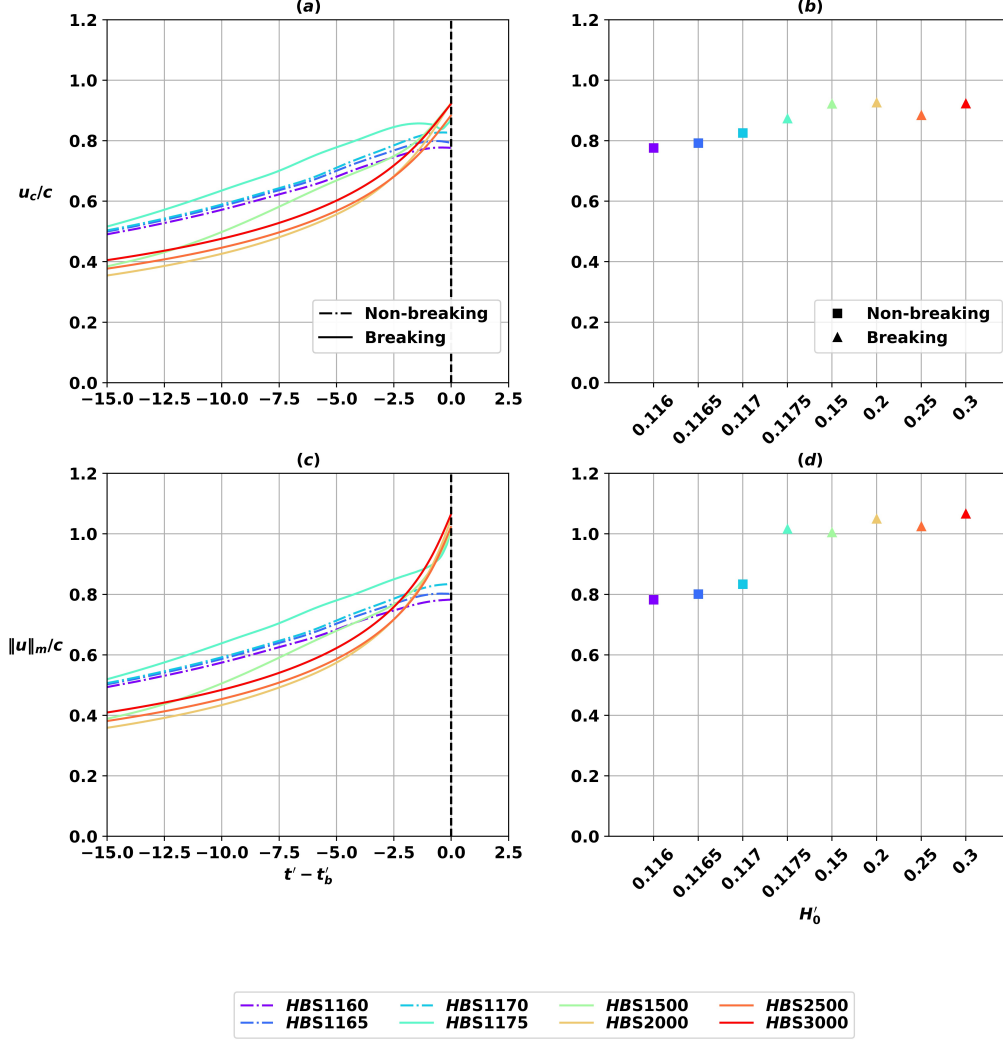 (a)
1.2
1.0
0.8
0.6
0.4
0.2
0.0
u_c/c
Non-breaking
Breaking
−15.0 −12.5 −10.0 −7.5 −5.0 −2.5 0.0 2.5
(b)
1.2
1.0
0.8
0.6
0.4
0.2
0.0
Non-breaking
Breaking
0.116 0.1165 0.117 0.1175 0.15 0.2 0.25 0.3
(c)
1.2
1.0
0.8
0.6
0.4
0.2
0.0
‖u‖_m/c
−15.0 −12.5 −10.0 −7.5 −5.0 −2.5 0.0 2.5
t′ − t′_b
(d)
1.2
1.0
0.8
0.6
0.4
0.2
0.0
0.116 0.1165 0.117 0.1175 0.15 0.2 0.25 0.3
H′_0
HBS1160 HBS1170 HBS1500 HBS2500
HBS1165 HBS1175 HBS2000 HBS3000